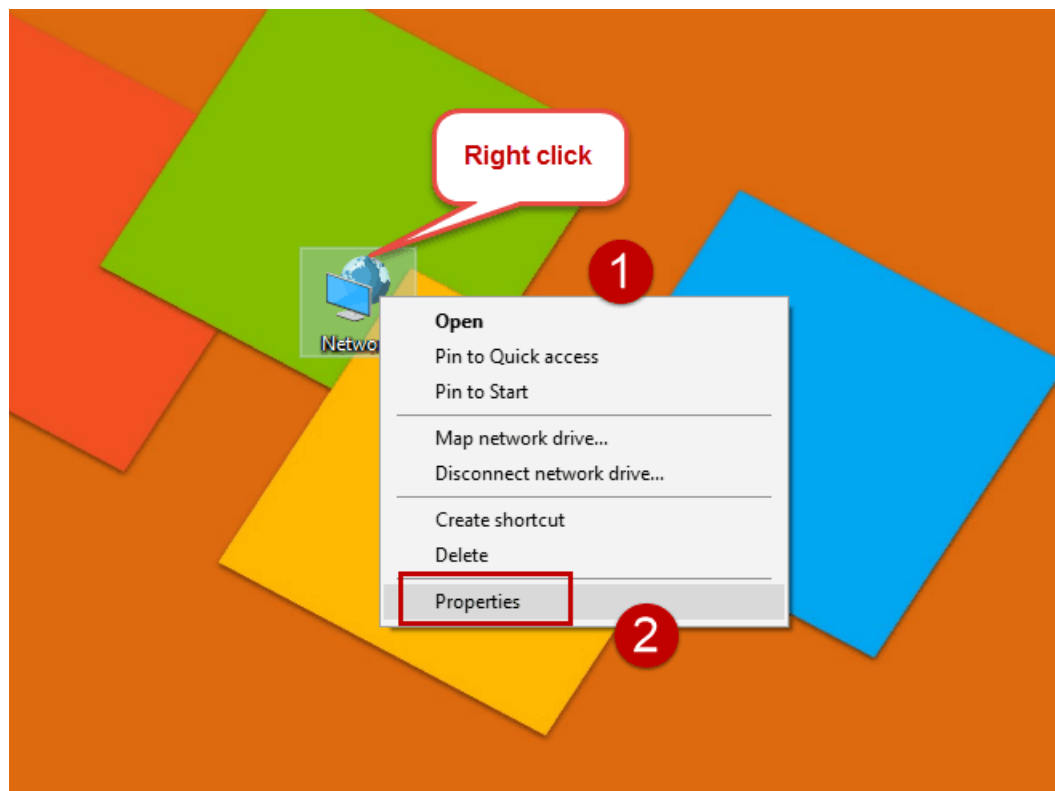 Right click
1
Netwo
Open
Pin to Quick access
Pin to Start
Map network drive...
Disconnect network drive...
Create shortcut
Delete
Properties
2